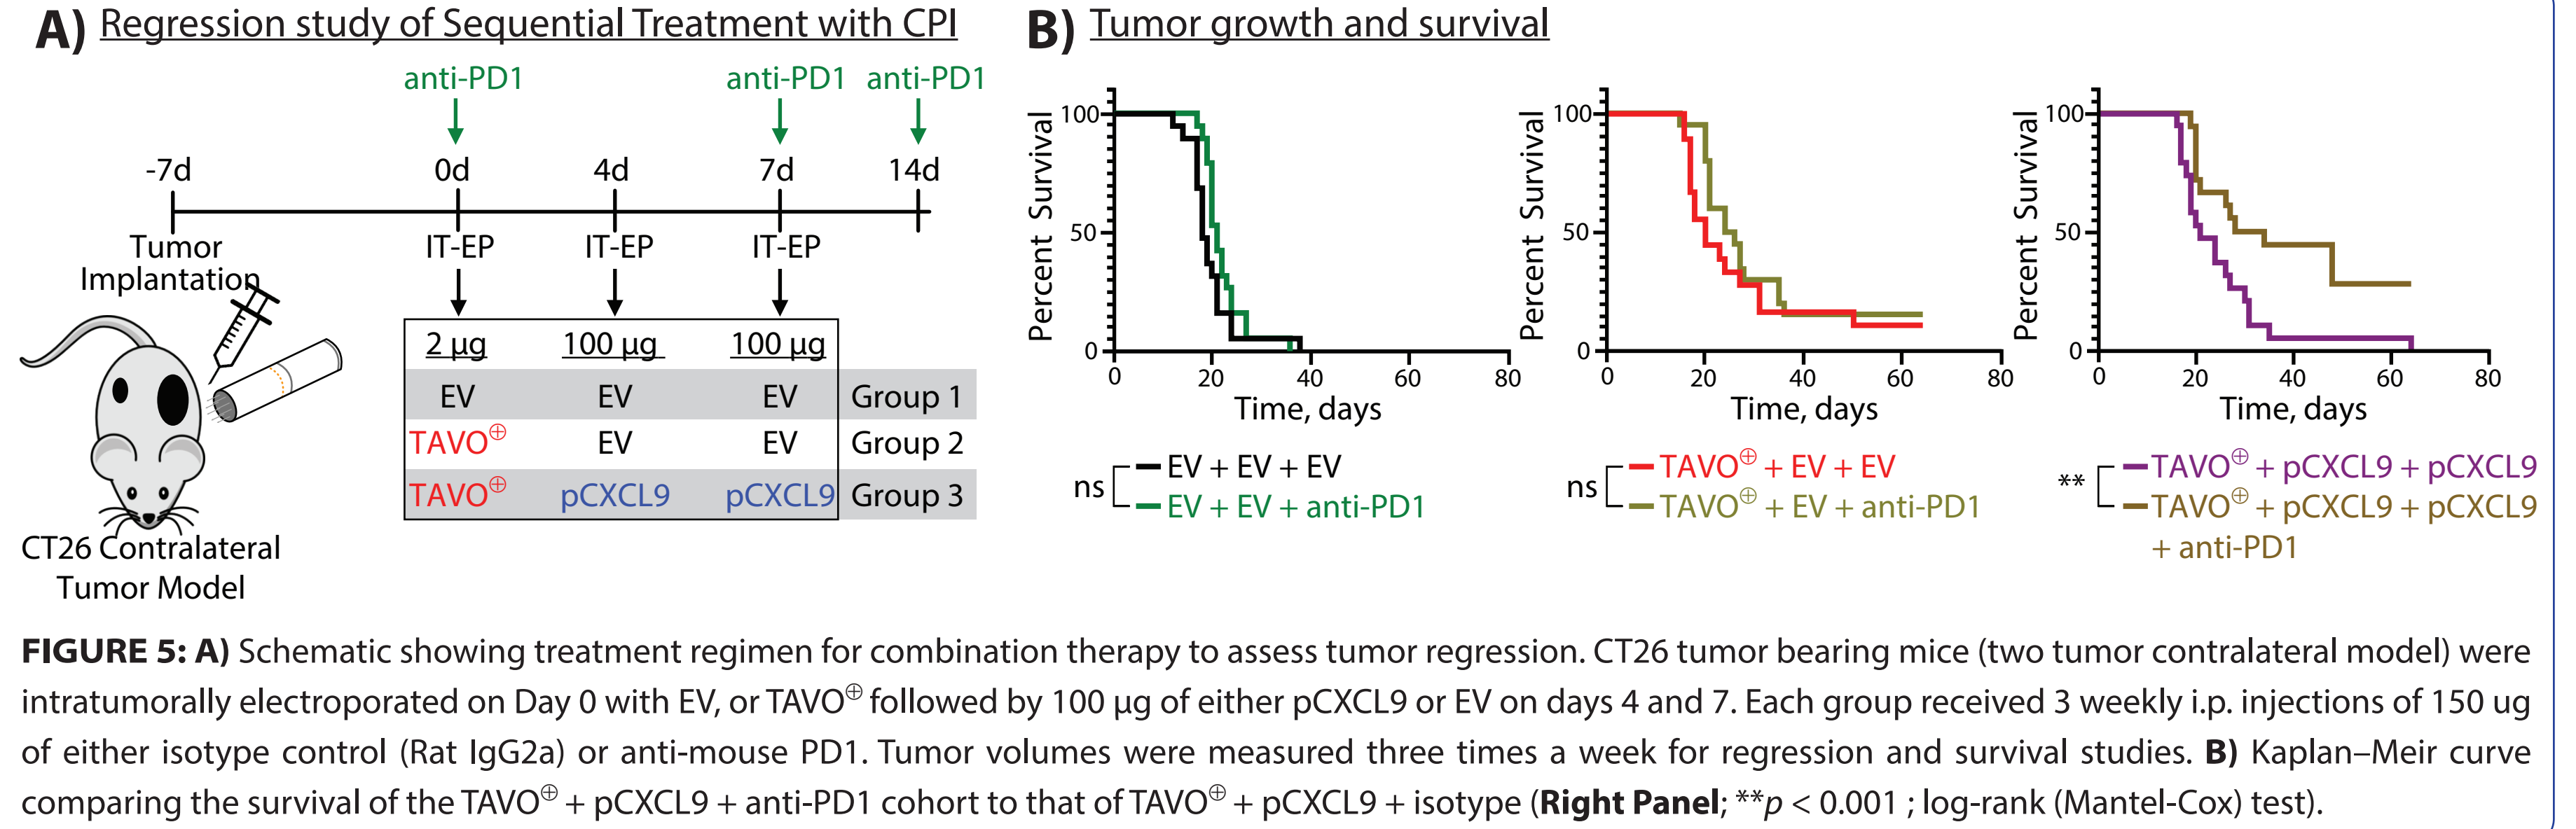 A) Regression study of Sequential Treatment with CPI
anti-PD1 anti-PD1 anti-PD1
-7d 0d 4d 7d 14d
Tumor
Implantation
IT-EP IT-EP IT-EP
2 µg 100 µg 100 µg
EV EV EV Group 1
TAVO⊕ EV EV Group 2
TAVO⊕ pCXCL9 pCXCL9 Group 3
CT26 Contralateral
Tumor Model
B) Tumor growth and survival
Percent Survival
100
50
0
0 20 40 60 80
Time, days
ns
EV + EV + EV
EV + EV + anti-PD1
Percent Survival
100
50
0
0 20 40 60 80
Time, days
ns
TAVO⊕ + EV + EV
TAVO⊕ + EV + anti-PD1
Percent Survival
100
50
0
0 20 40 60 80
Time, days
**
TAVO⊕ + pCXCL9 + pCXCL9
TAVO⊕ + pCXCL9 + pCXCL9
+ anti-PD1
FIGURE 5: A) Schematic showing treatment regimen for combination therapy to assess tumor regression. CT26 tumor bearing mice (two tumor contralateral model) were
intratumorally electroporated on Day 0 with EV, or TAVO⊕ followed by 100 µg of either pCXCL9 or EV on days 4 and 7. Each group received 3 weekly i.p. injections of 150 ug
of either isotype control (Rat IgG2a) or anti-mouse PD1. Tumor volumes were measured three times a week for regression and survival studies. B) Kaplan–Meir curve
comparing the survival of the TAVO⊕ + pCXCL9 + anti-PD1 cohort to that of TAVO⊕ + pCXCL9 + isotype (Right Panel; **p < 0.001 ; log-rank (Mantel-Cox) test).